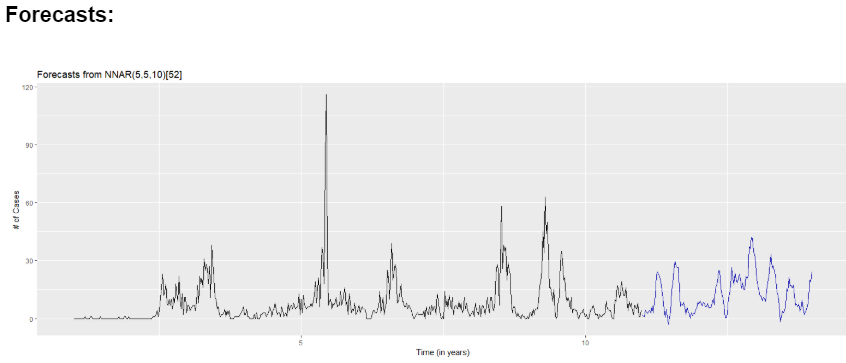 Forecasts:
Forecasts from NNAR(5,5,10)[52]
120
90
60
30
0
# of Cases
5
10
Time (in years)